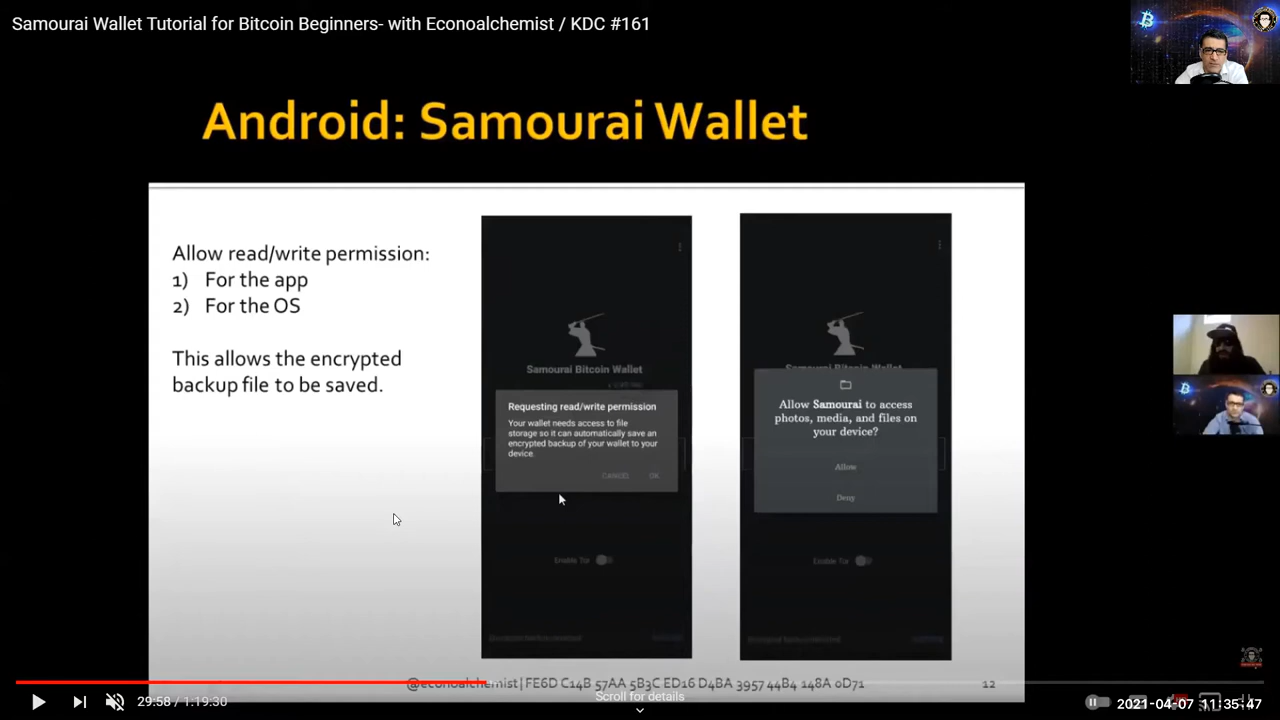 Samourai Wallet Tutorial for Bitcoin Beginners- with Econoalchemist / KDC #161
Android: Samourai Wallet
Allow read/write permission:
1) For the app
2) For the OS
This allows the encrypted
backup file to be saved.
Samourai Bitcoin Wallet
Requesting read/write permission
Your wallet needs access to file
storage so it can automatically save an
encrypted backup of your wallet to your
device.
CANCEL OK
Enable Tor
Samourai Bitcoin Wallet
Allow Samourai to access
photos, media, and files on
your device?
Allow
Deny
Enable Tor
@econoalchemist| FE6D C14B 57AA 5B3C ED16 D4BA 3957 44B4 148A 0D71 12
Scroll for details
29:58 / 1:19:30
2021-04-07 11:35:47